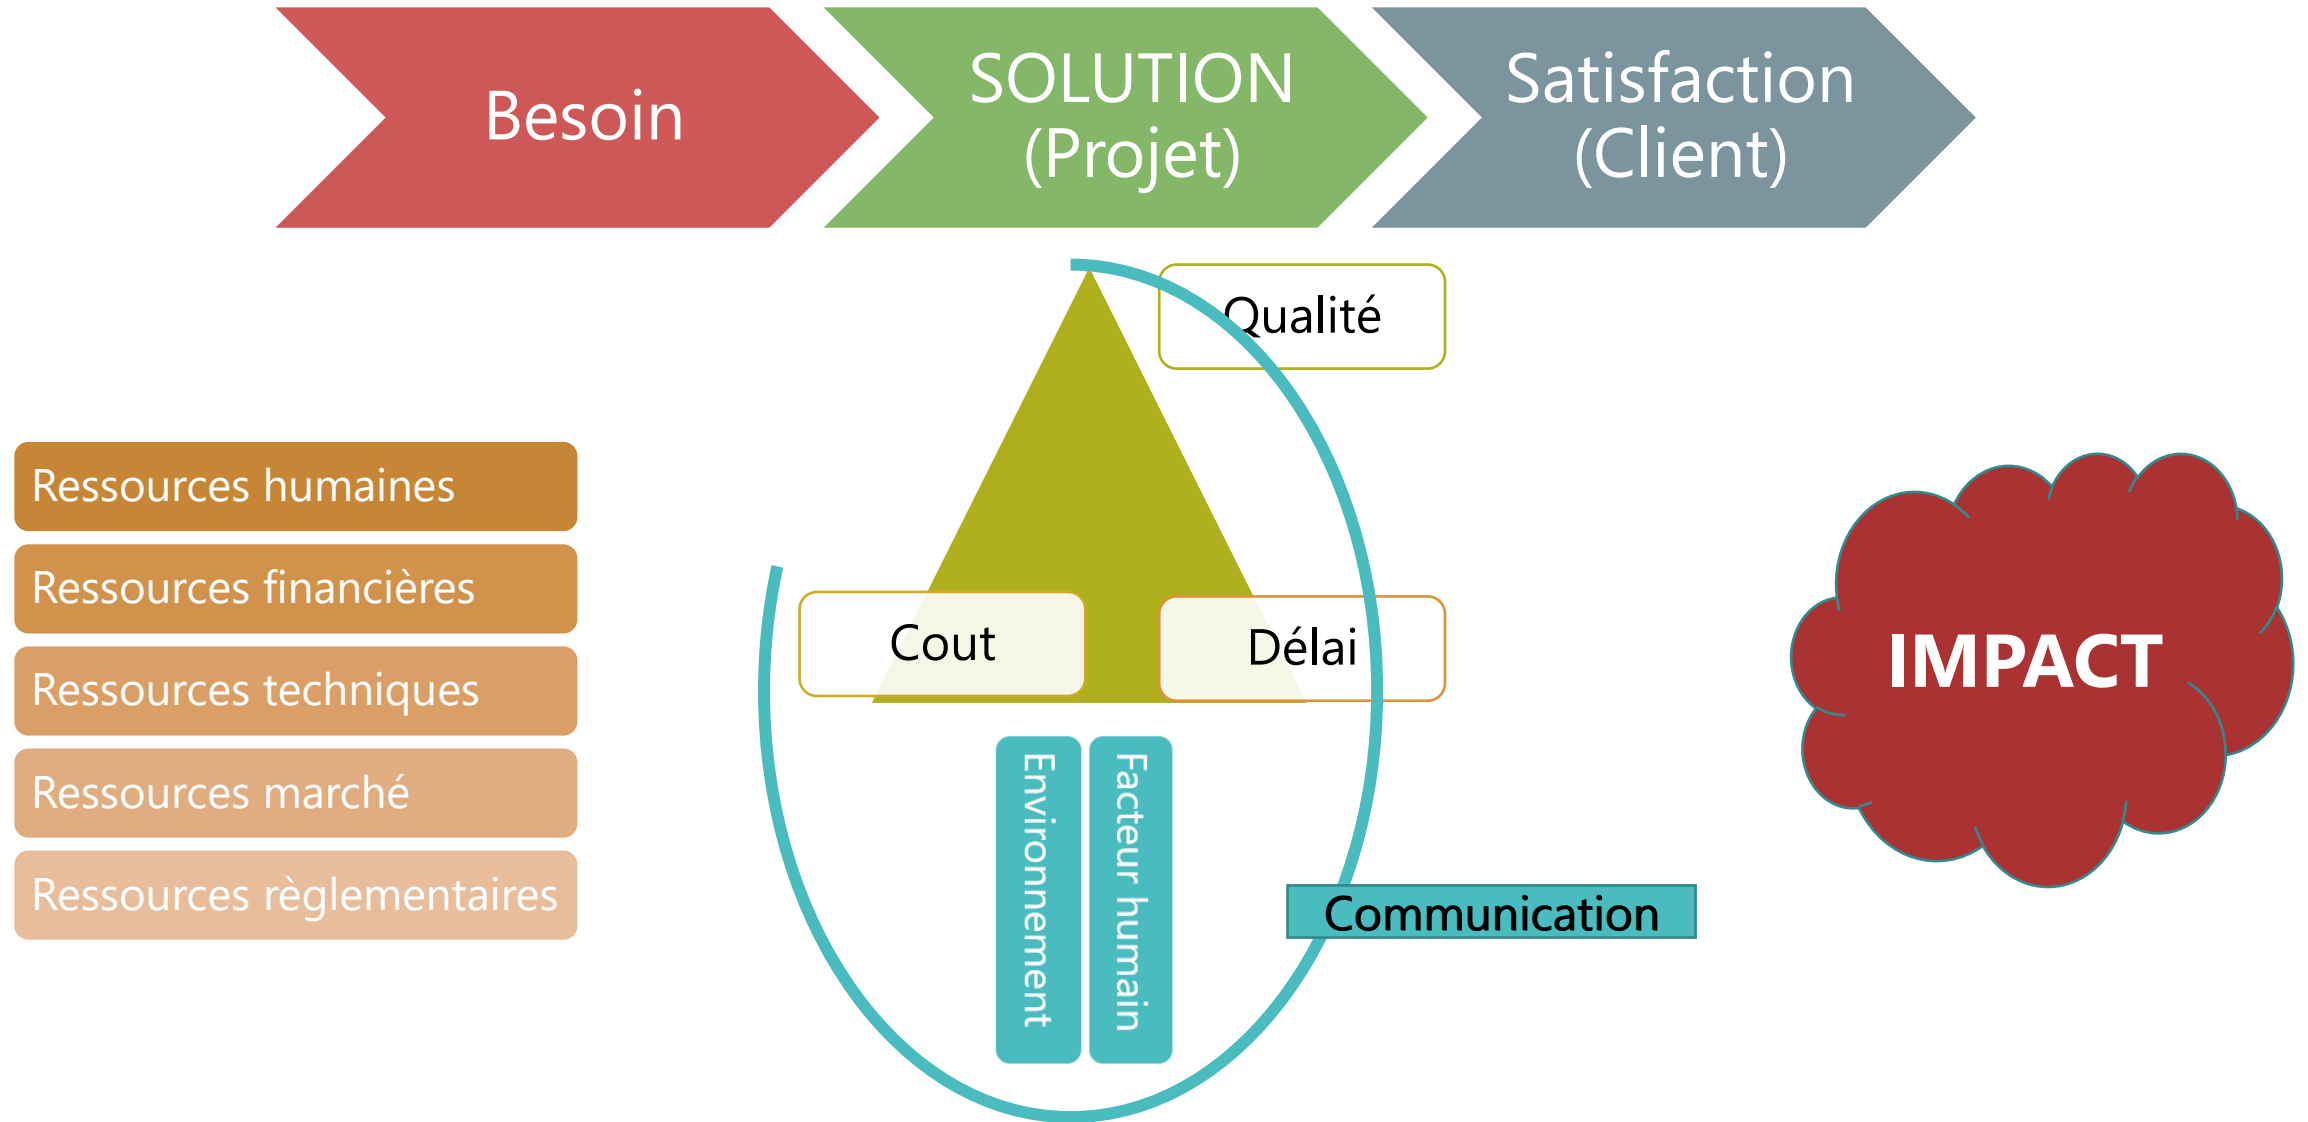 Besoin
SOLUTION
(Projet)
Satisfaction
(Client)
Qualité
Cout
Délai
Ressources humaines
Ressources financières
Ressources techniques
Ressources marché
Ressources règlementaires
Environnement
Facteur humain
Communication
IMPACT